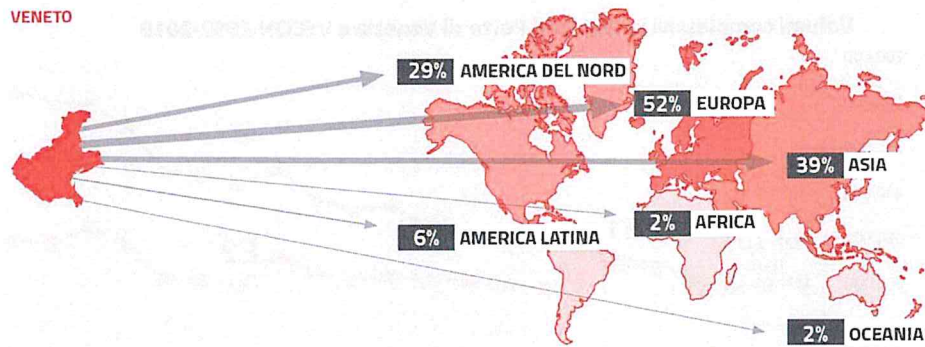 VENETO
29% AMERICA DEL NORD
52% EUROPA
39% ASIA
2% AFRICA
6% AMERICA LATINA
2% OCEANIA